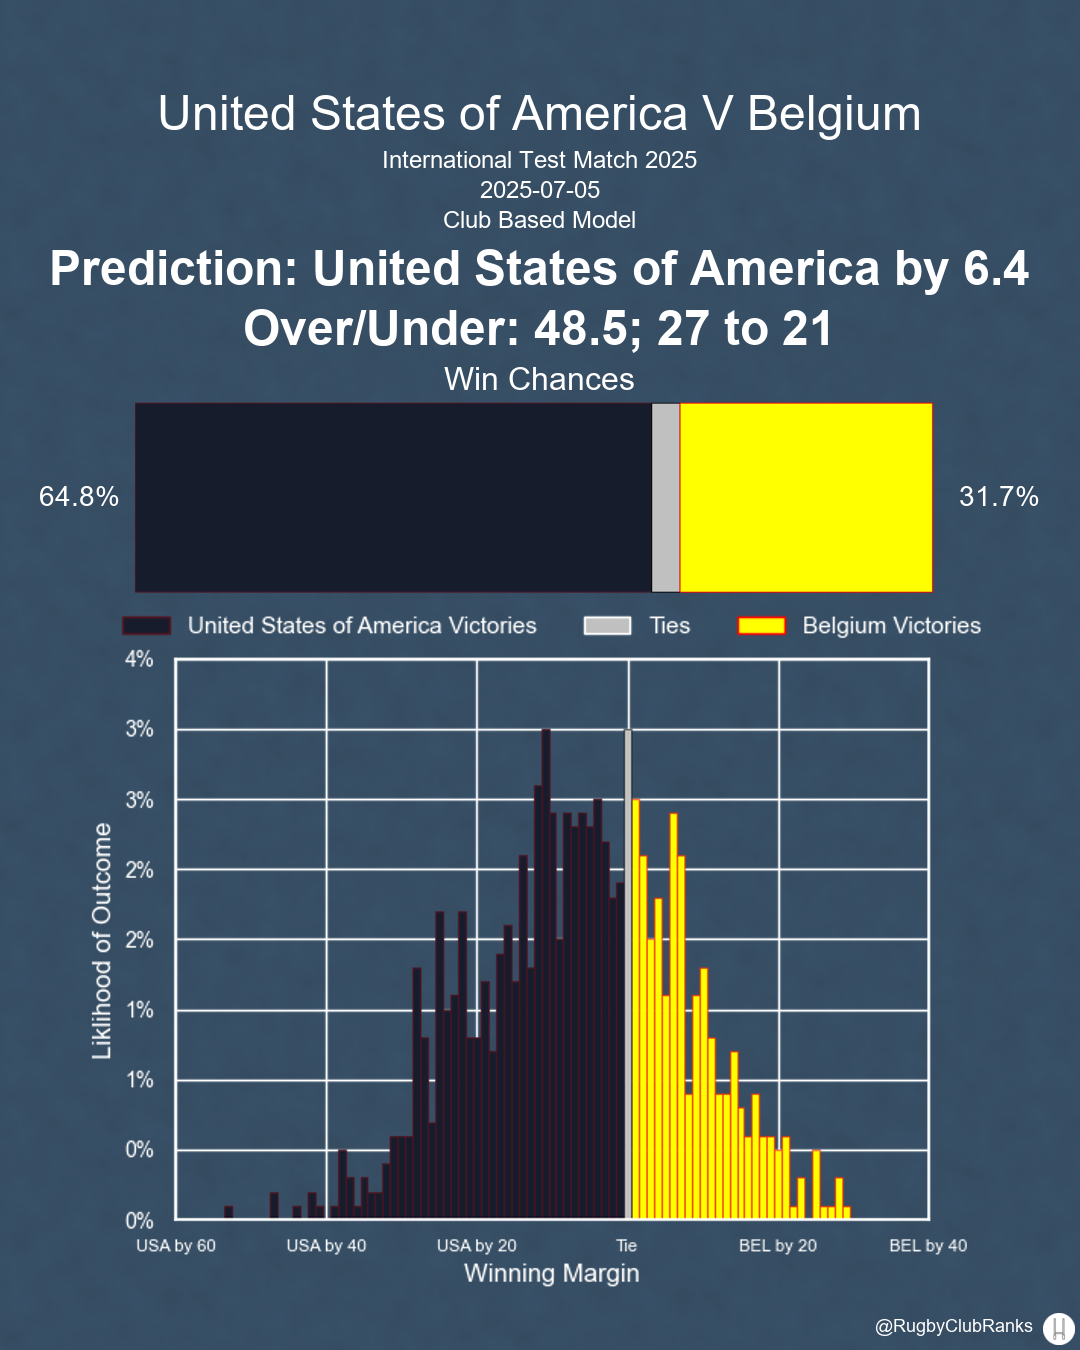 United States of America V Belgium
International Test Match 2025
2025-07-05
Club Based Model
Prediction: United States of America by 6.4
Over/Under: 48.5; 27 to 21
Win Chances
64.8%
31.7%
United States of America Victories
Ties
Belgium Victories
4%
3%
3%
2%
2%
1%
1%
0%
0%
Liklihood of Outcome
USA by 60
USA by 40
USA by 20
Tie
BEL by 20
BEL by 40
Winning Margin
@RugbyClubRanks